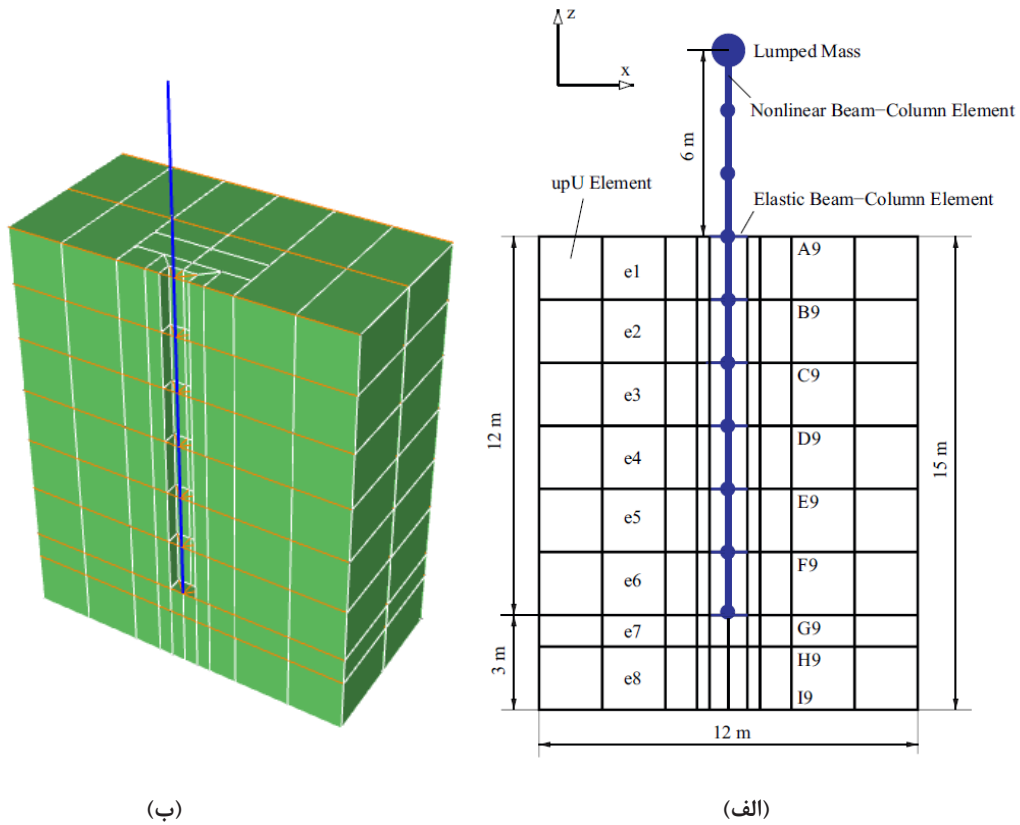 z
x
Lumped Mass
Nonlinear Beam−Column Element
6 m
upU Element
Elastic Beam−Column Element
e1
A9
e2
B9
e3
C9
12 m
e4
D9
15 m
e5
E9
e6
F9
e7
G9
3 m
e8
H9
I9
12 m
(الف)
(ب)